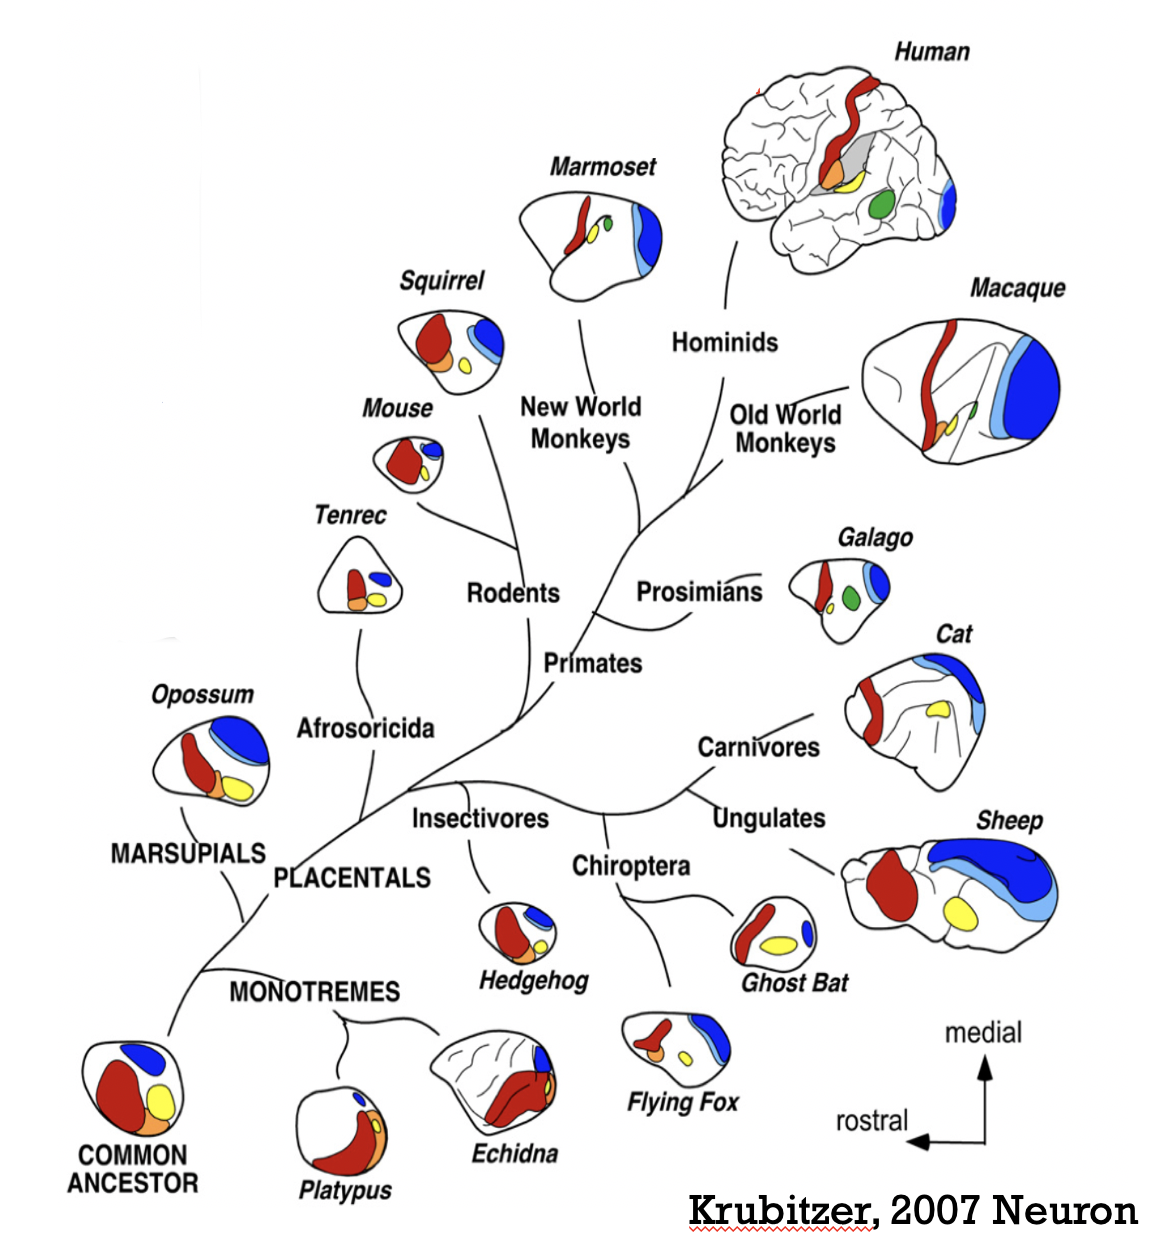 Human
Marmoset
Squirrel
Macaque
Hominids
Mouse
New World
Monkeys
Old World
Monkeys
Tenrec
Galago
Rodents
Prosimians
Cat
Primates
Opossum
Afrosoricida
Carnivores
Insectivores
Ungulates
Sheep
MARSUPIALS
Chiroptera
PLACENTALS
Hedgehog
Ghost Bat
MONOTREMES
medial
Flying Fox
rostral
COMMON
ANCESTOR
Echidna
Platypus
Krubitzer, 2007 Neuron